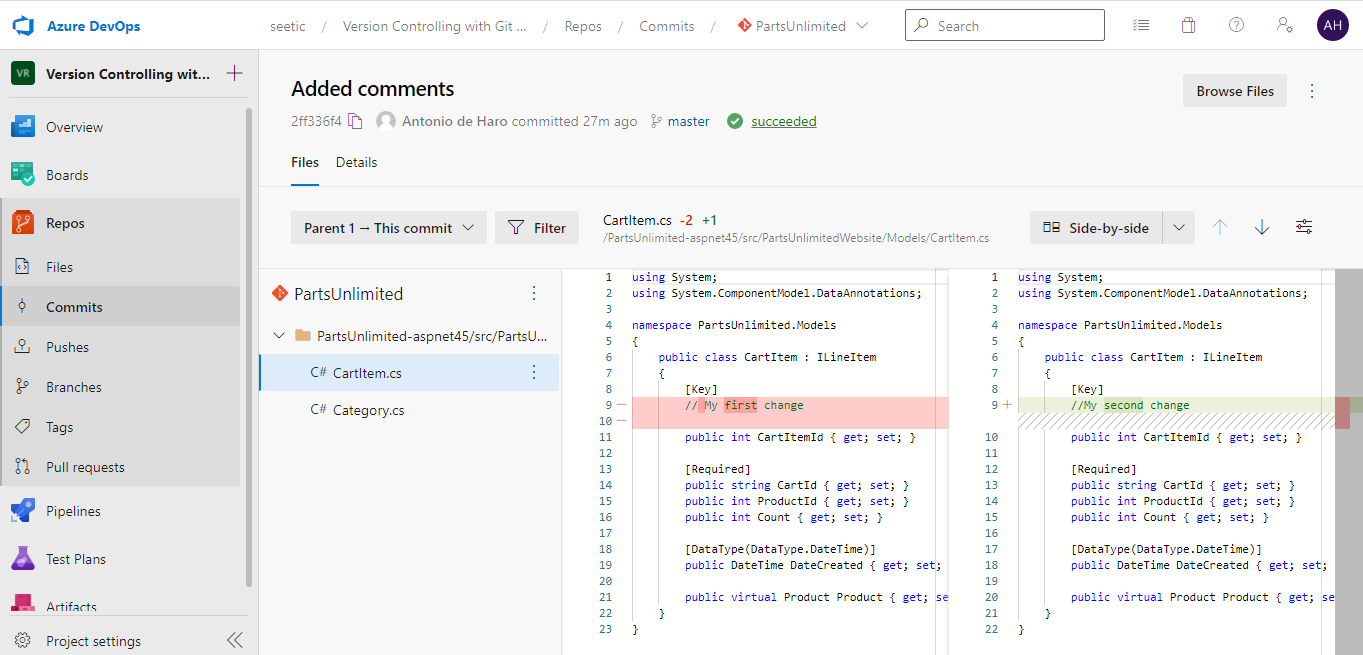 Azure DevOps
seetic / Version Controlling with Git ... / Repos / Commits / PartsUnlimited
Search
AH
VR Version Controlling wit...
Overview
Boards
Repos
Files
Commits
Pushes
Branches
Tags
Pull requests
Pipelines
Test Plans
Artifacts
Project settings
Added comments
Browse Files
2ff336f4 Antonio de Haro committed 27m ago master succeeded
Files Details
Parent 1 → This commit
Filter
CartItem.cs -2 +1
/PartsUnlimited-aspnet45/src/PartsUnlimitedWebsite/Models/CartItem.cs
Side-by-side
PartsUnlimited
PartsUnlimited-aspnet45/src/PartsU...
C# CartItem.cs
C# Category.cs
1 using System;
2 using System.ComponentModel.DataAnnotations;
3
4 namespace PartsUnlimited.Models
5 {
6 public class CartItem : ILineItem
7 {
8 [Key]
9 — // My first change
10 —
11 public int CartItemId { get; set; }
12
13 [Required]
14 public string CartId { get; set; }
15 public int ProductId { get; set; }
16 public int Count { get; set; }
17
18 [DataType(DataType.DateTime)]
19 public DateTime DateCreated { get; set;
20
21 public virtual Product Product { get; se
22 }
23 }
1 using System;
2 using System.ComponentModel.DataAnnotations;
3
4 namespace PartsUnlimited.Models
5 {
6 public class CartItem : ILineItem
7 {
8 [Key]
9 + //My second change
10 public int CartItemId { get; set; }
11
12 [Required]
13 public string CartId { get; set; }
14 public int ProductId { get; set; }
15 public int Count { get; set; }
16
17 [DataType(DataType.DateTime)]
18 public DateTime DateCreated { get; set;
19
20 public virtual Product Product { get; se
21 }
22 }